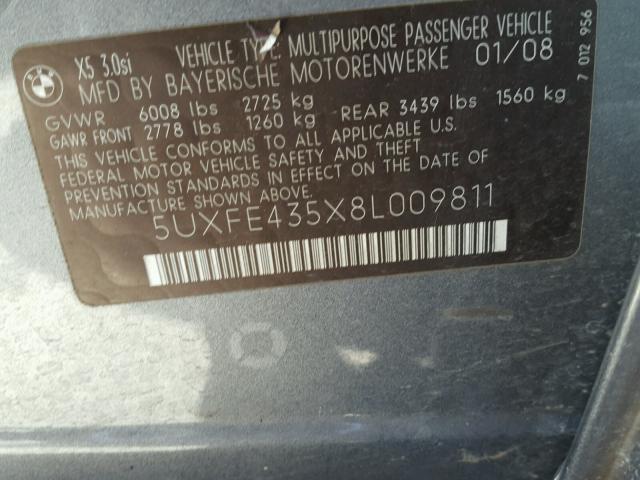 BMW
X5 3.0si
VEHICLE TYPE: MULTIPURPOSE PASSENGER VEHICLE
MFD BY BAYERISCHE MOTORENWERKE 01/08
GVWR 6008 lbs 2725 kg
GAWR FRONT 2778 lbs 1260 kg REAR 3439 lbs 1560 kg
THIS VEHICLE CONFORMS TO ALL APPLICABLE U.S.
FEDERAL MOTOR VEHICLE SAFETY AND THEFT
PREVENTION STANDARDS IN EFFECT ON THE DATE OF
MANUFACTURE SHOWN ABOVE.
5UXFE435X8L009811
7 012 956